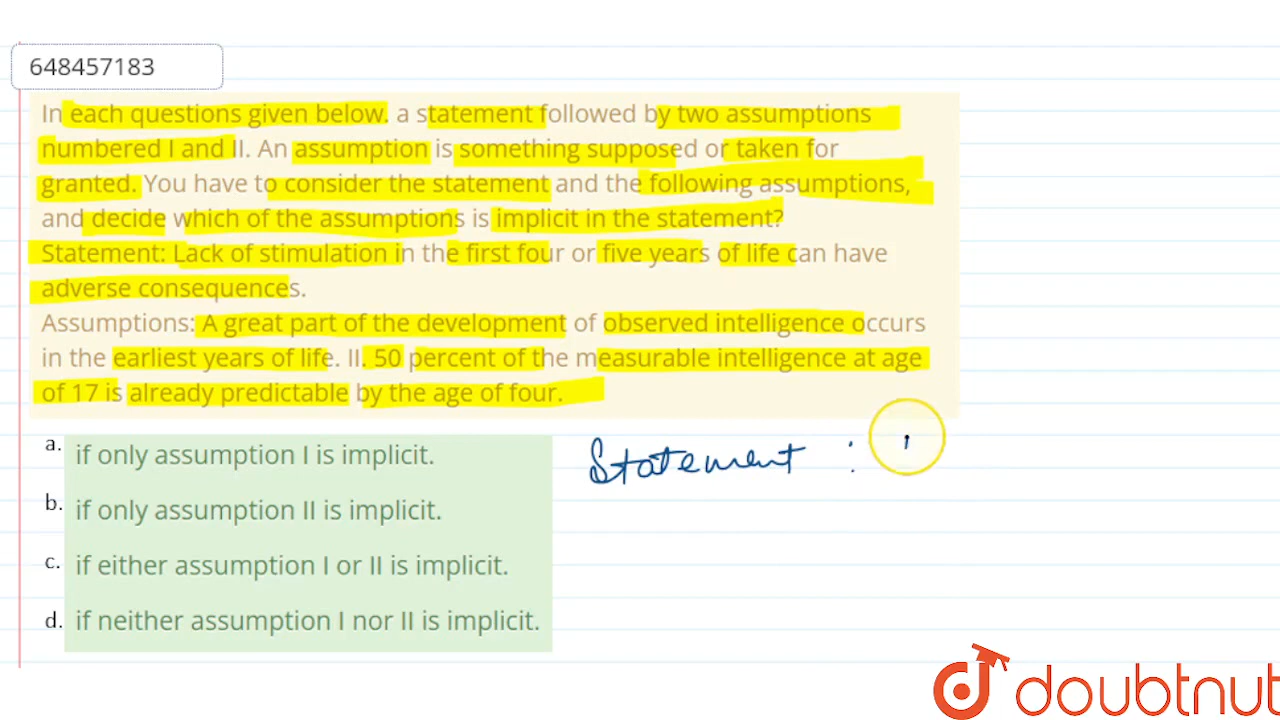 648457183
In each questions given below. a statement followed by two assumptions
numbered I and II. An assumption is something supposed or taken for
granted. You have to consider the statement and the following assumptions,
and decide which of the assumptions is implicit in the statement?
Statement: Lack of stimulation in the first four or five years of life can have
adverse consequences.
Assumptions: A great part of the development of observed intelligence occurs
in the earliest years of life. II. 50 percent of the measurable intelligence at age
of 17 is already predictable by the age of four.
a. if only assumption I is implicit.
Statement :
b. if only assumption II is implicit.
c. if either assumption I or II is implicit.
d. if neither assumption I nor II is implicit.
doubtnut